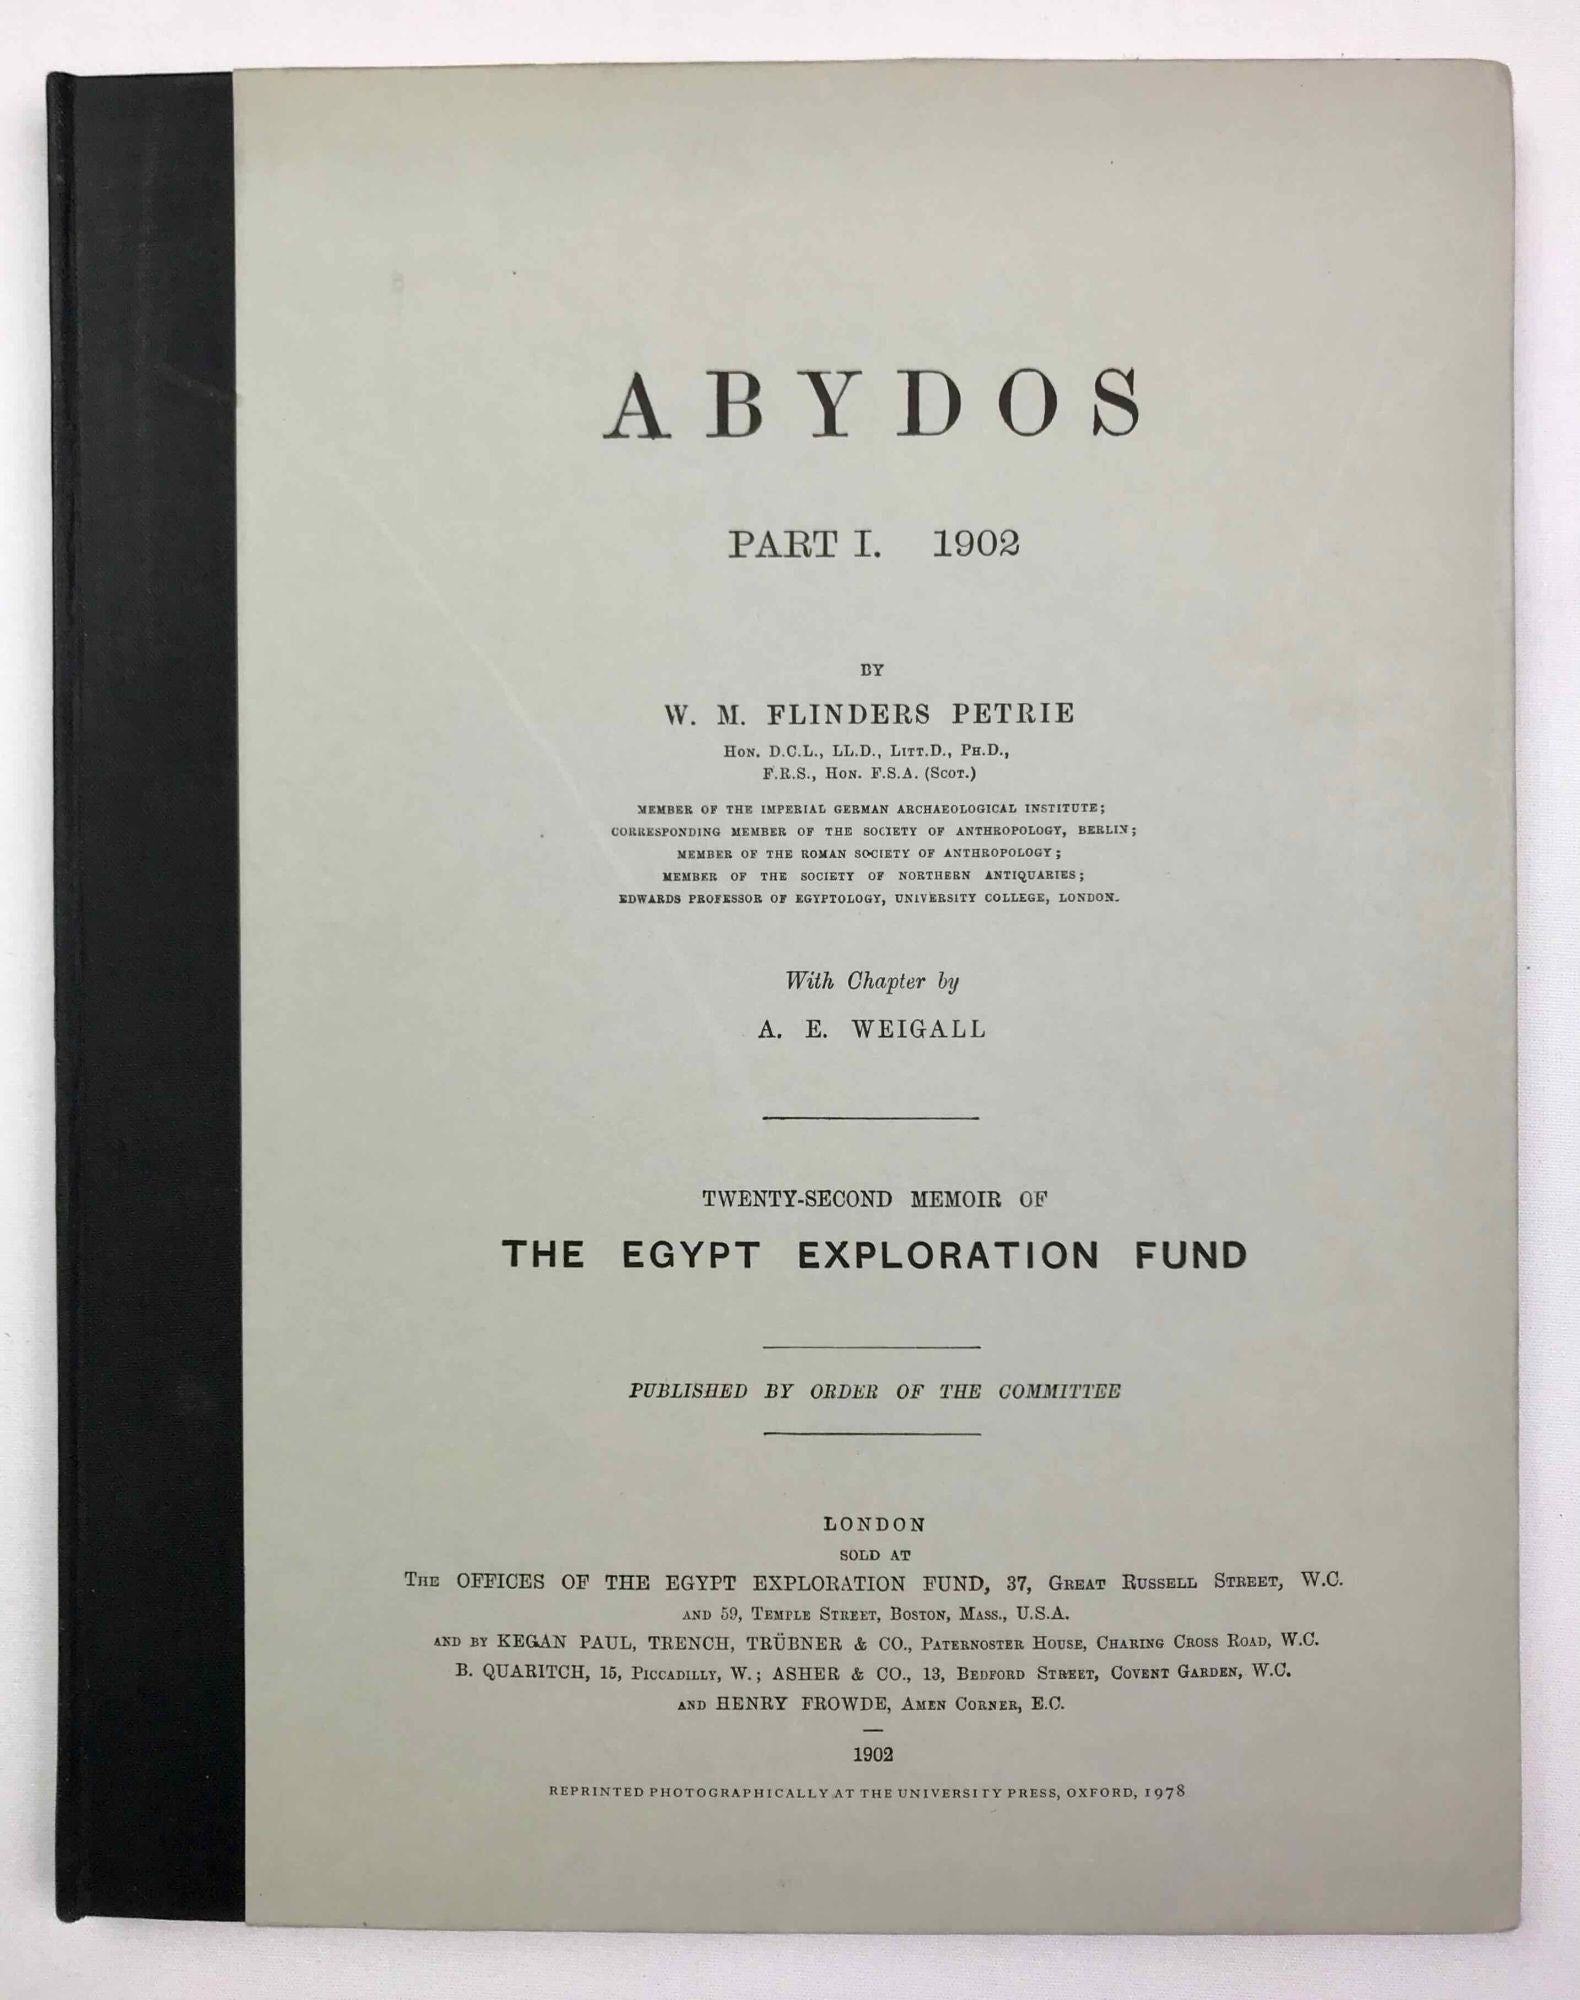 ABYDOS
PART I. 1902
BY
W. M. FLINDERS PETRIE
HON. D.C.L., LL.D., LITT.D., PH.D.,
F.R.S., HON. F.S.A. (SCOT.)
MEMBER OF THE IMPERIAL GERMAN ARCHAEOLOGICAL INSTITUTE;
CORRESPONDING MEMBER OF THE SOCIETY OF ANTHROPOLOGY, BERLIN;
MEMBER OF THE ROMAN SOCIETY OF ANTHROPOLOGY;
MEMBER OF THE SOCIETY OF NORTHERN ANTIQUARIES;
EDWARDS PROFESSOR OF EGYPTOLOGY, UNIVERSITY COLLEGE, LONDON.
With Chapter by
A. E. WEIGALL
TWENTY-SECOND MEMOIR OF
THE EGYPT EXPLORATION FUND
PUBLISHED BY ORDER OF THE COMMITTEE
LONDON
SOLD AT
THE OFFICES OF THE EGYPT EXPLORATION FUND, 37, GREAT RUSSELL STREET, W.C.
AND 59, TEMPLE STREET, BOSTON, MASS., U.S.A.
AND BY KEGAN PAUL, TRENCH, TRÜBNER & CO., PATERNOSTER HOUSE, CHARING CROSS ROAD, W.C.
B. QUARITCH, 15, PICCADILLY, W.; ASHER & CO., 13, BEDFORD STREET, COVENT GARDEN, W.C.
AND HENRY FROWDE, AMEN CORNER, E.C.
1902
REPRINTED PHOTOGRAPHICALLY AT THE UNIVERSITY PRESS, OXFORD, 1978